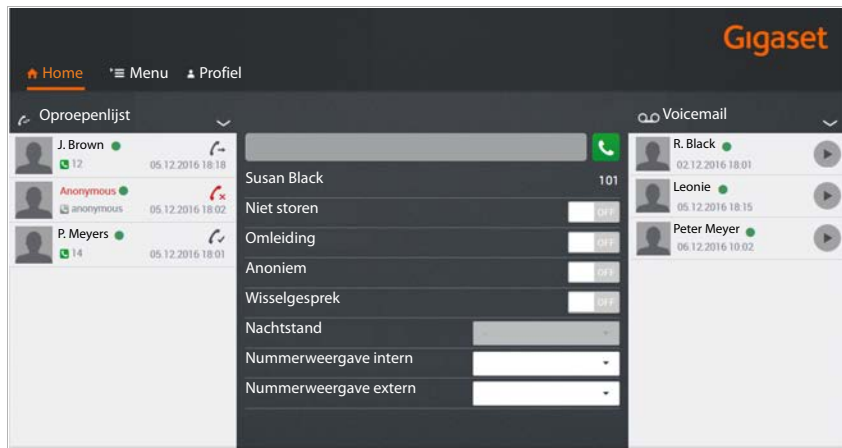 Gigaset
Home Menu Profiel
Oproepenlijst
J. Brown
12 05.12.2016 18:18
Anonymous
anonymous 05.12.2016 18:02
P. Meyers
14 05.12.2016 18:01
Susan Black 101
Niet storen OFF
Omleiding OFF
Anoniem OFF
Wisselgesprek OFF
Nachtstand
Nummerweergave intern
Nummerweergave extern
Voicemail
R. Black
02.12.2016 18:01
Leonie
05.12.2016 18:15
Peter Meyer
06.12.2016 10:02